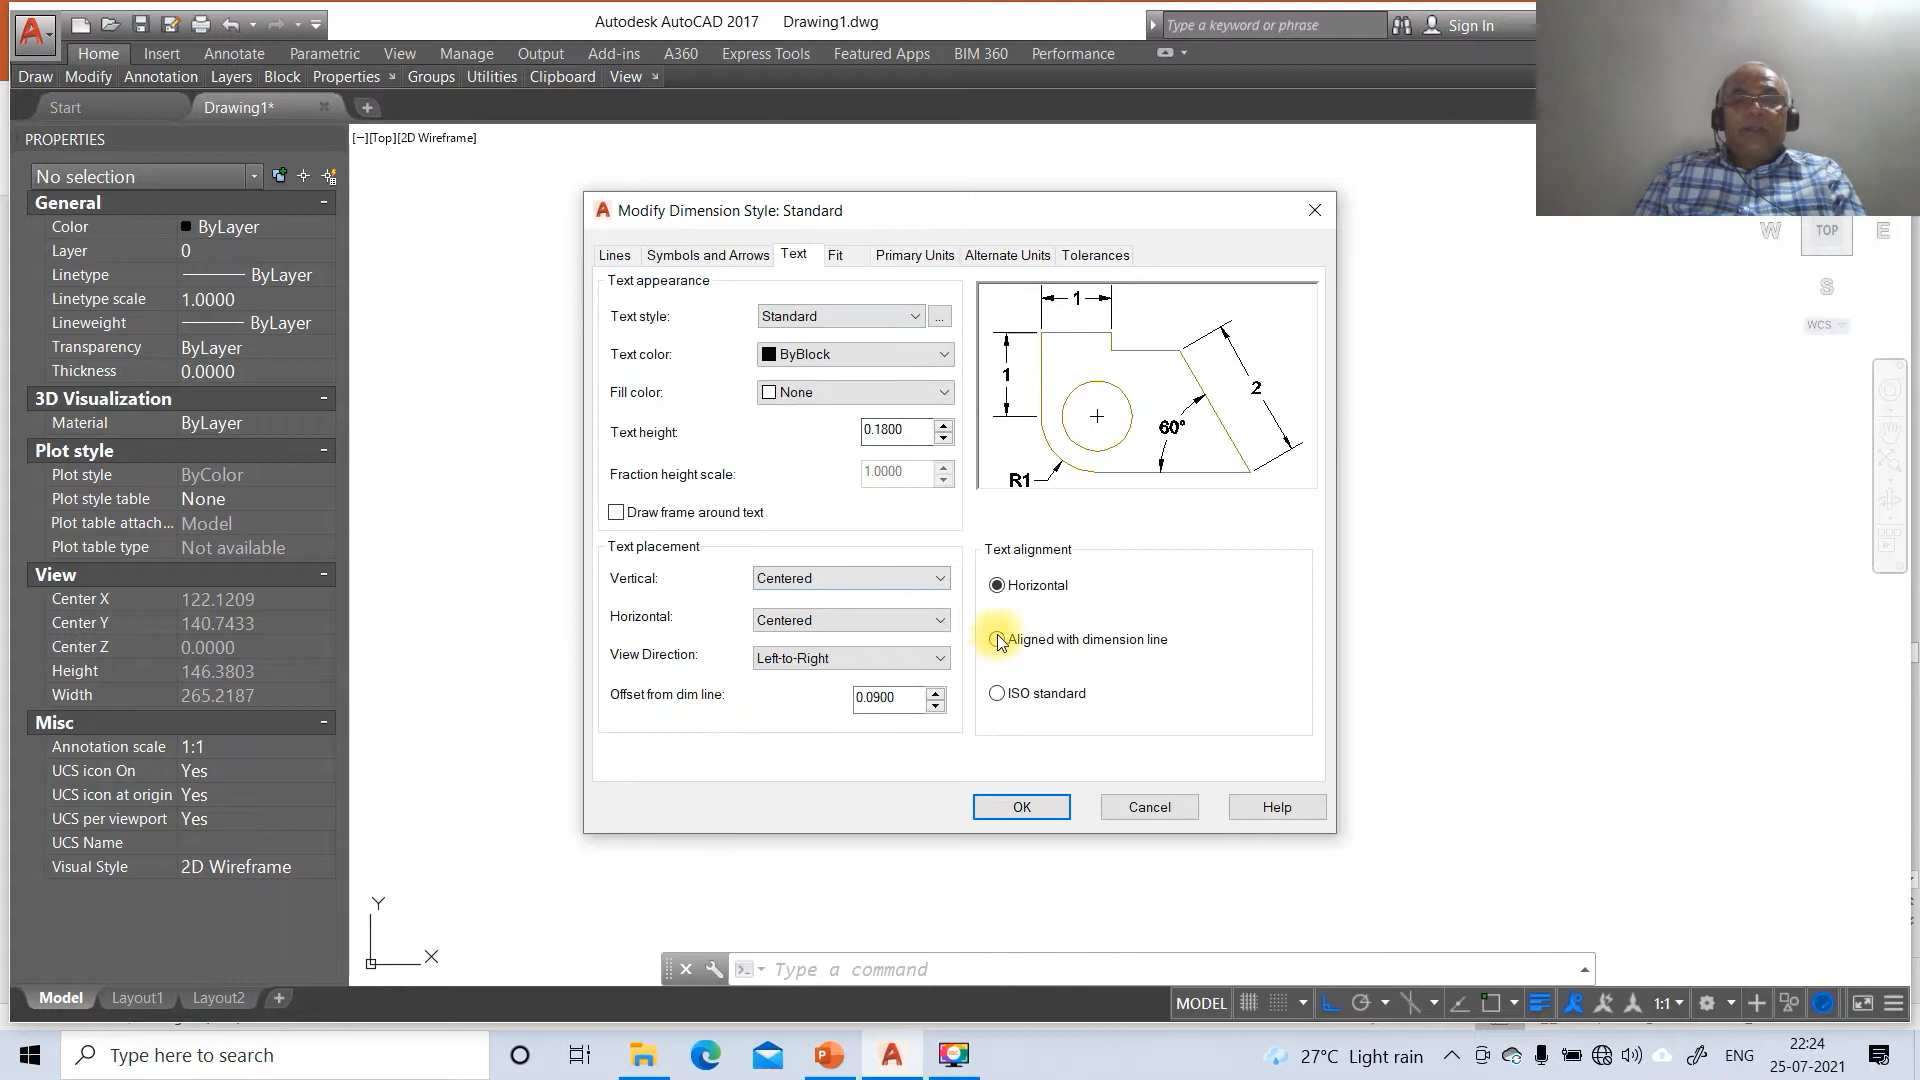 Autodesk AutoCAD 2017 Drawing1.dwg
Type a keyword or phrase
Sign In
Home Insert Annotate Parametric View Manage Output Add-ins A360 Express Tools Featured Apps BIM 360 Performance
Draw Modify Annotation Layers Block Properties Groups Utilities Clipboard View
Start
Drawing1*
PROPERTIES
[−][Top][2D Wireframe]
No selection
General
Color ByLayer
Layer 0
Linetype ByLayer
Linetype scale 1.0000
Lineweight ByLayer
Transparency ByLayer
Thickness 0.0000
3D Visualization
Material ByLayer
Plot style
Plot style ByColor
Plot style table None
Plot table attach... Model
Plot table type Not available
View
Center X 122.1209
Center Y 140.7433
Center Z 0.0000
Height 146.3803
Width 265.2187
Misc
Annotation scale 1:1
UCS icon On Yes
UCS icon at origin Yes
UCS per viewport Yes
UCS Name
Visual Style 2D Wireframe
Modify Dimension Style: Standard
Lines Symbols and Arrows Text Fit Primary Units Alternate Units Tolerances
Text appearance
Text style: Standard ...
Text color: ByBlock
Fill color: None
Text height: 0.1800
Fraction height scale: 1.0000
Draw frame around text
1
1
2
60°
R1
Text placement
Vertical: Centered
Horizontal: Centered
View Direction: Left-to-Right
Offset from dim line: 0.0900
Text alignment
Horizontal
Aligned with dimension line
ISO standard
OK Cancel Help
W TOP E
S
WCS
Y
X
Type a command
Model Layout1 Layout2
MODEL 1:1
Type here to search
27°C Light rain
ENG
22:24
25-07-2021